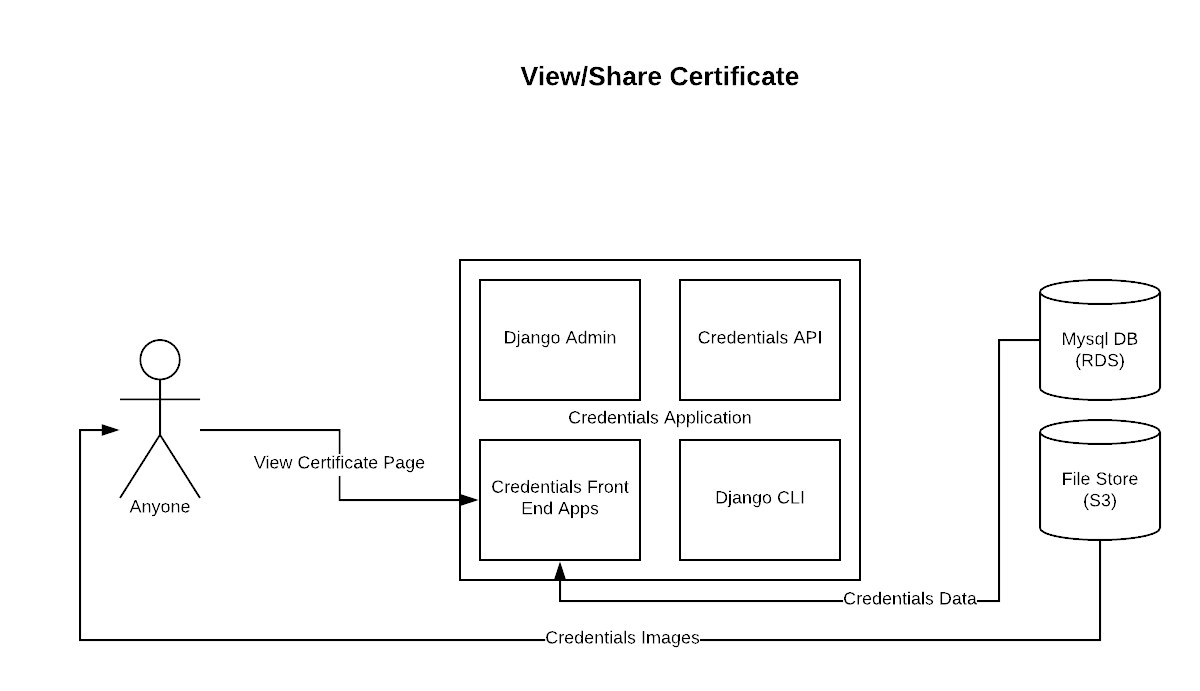 View/Share Certificate
Django Admin
Credentials API
Mysql DB
(RDS)
Credentials Application
View Certificate Page
Credentials Front
End Apps
Django CLI
File Store
(S3)
Anyone
Credentials Data
Credentials Images